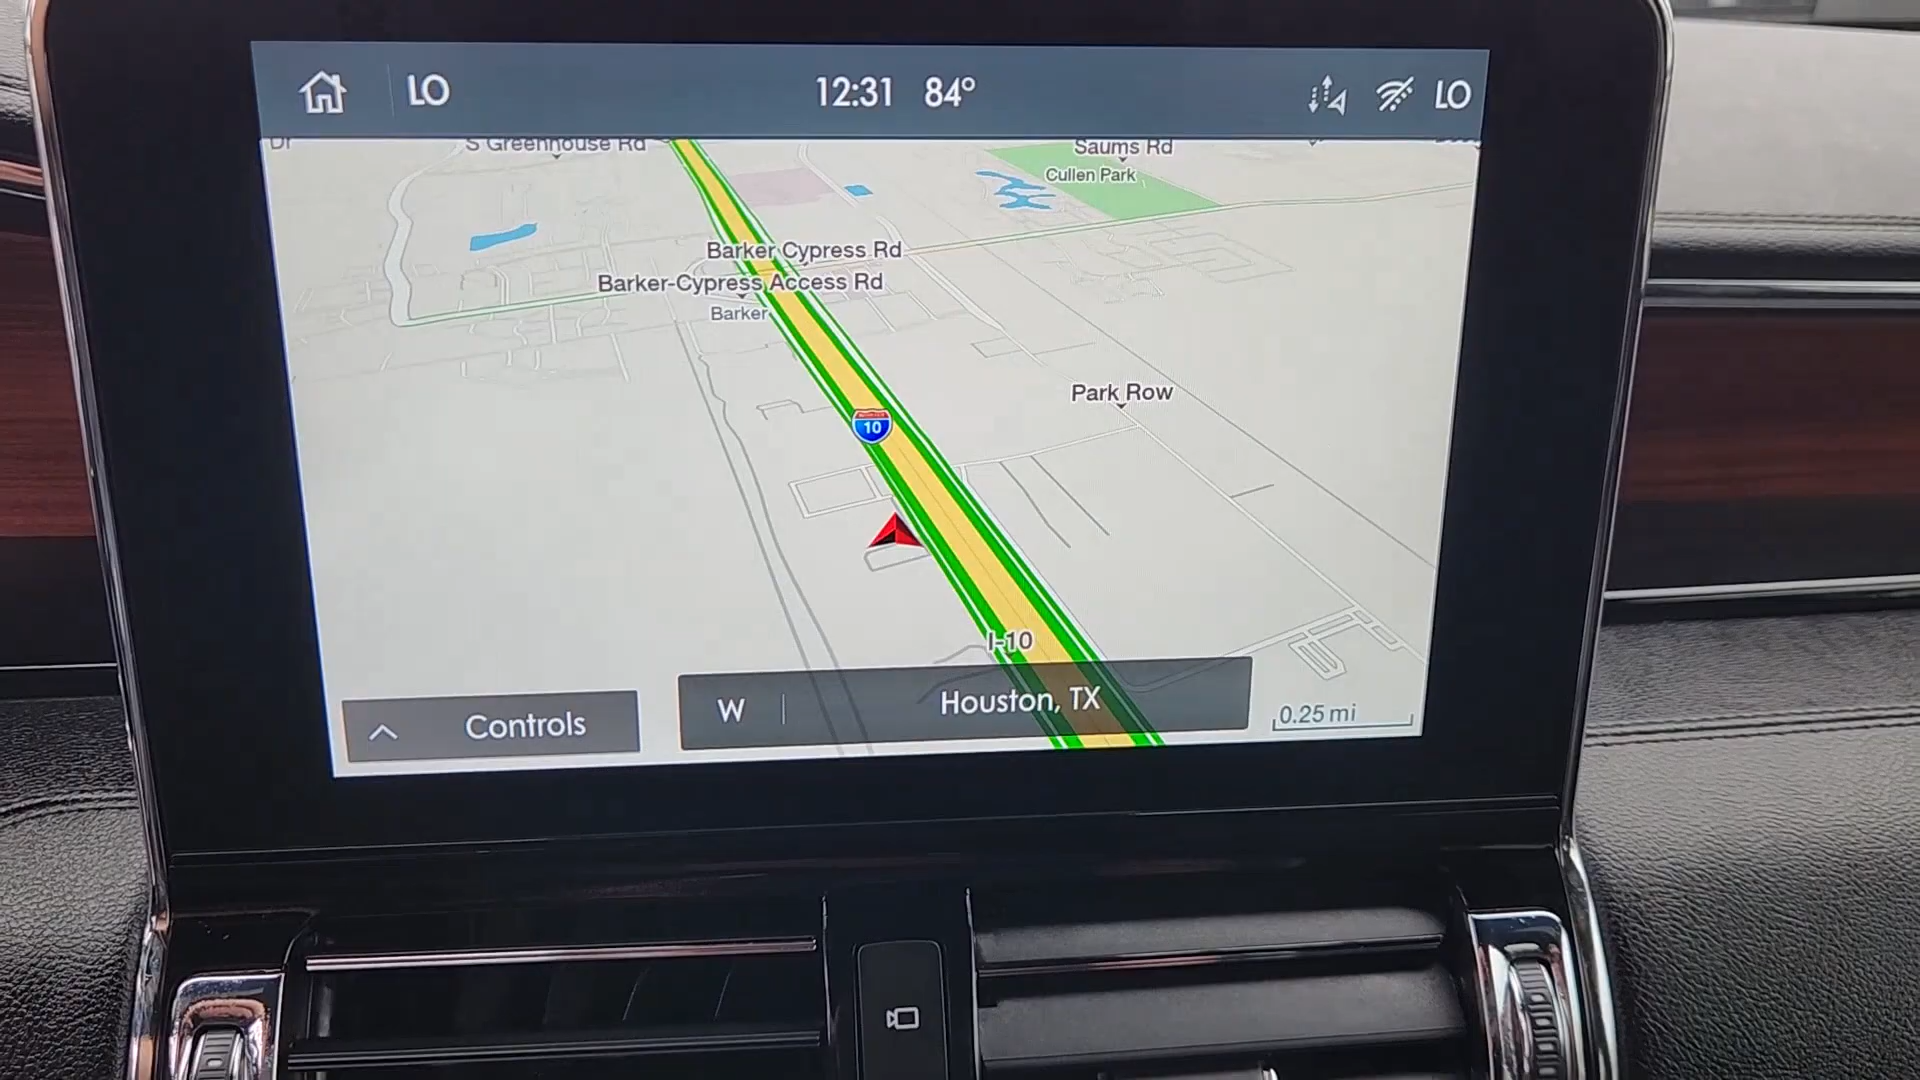 LO 12:31 84° LO
Dr S Greenhouse Rd Saums Rd
Cullen Park
Barker Cypress Rd
Barker-Cypress Access Rd
Barker
Park Row
10
I-10
Controls W Houston, TX 0.25 mi